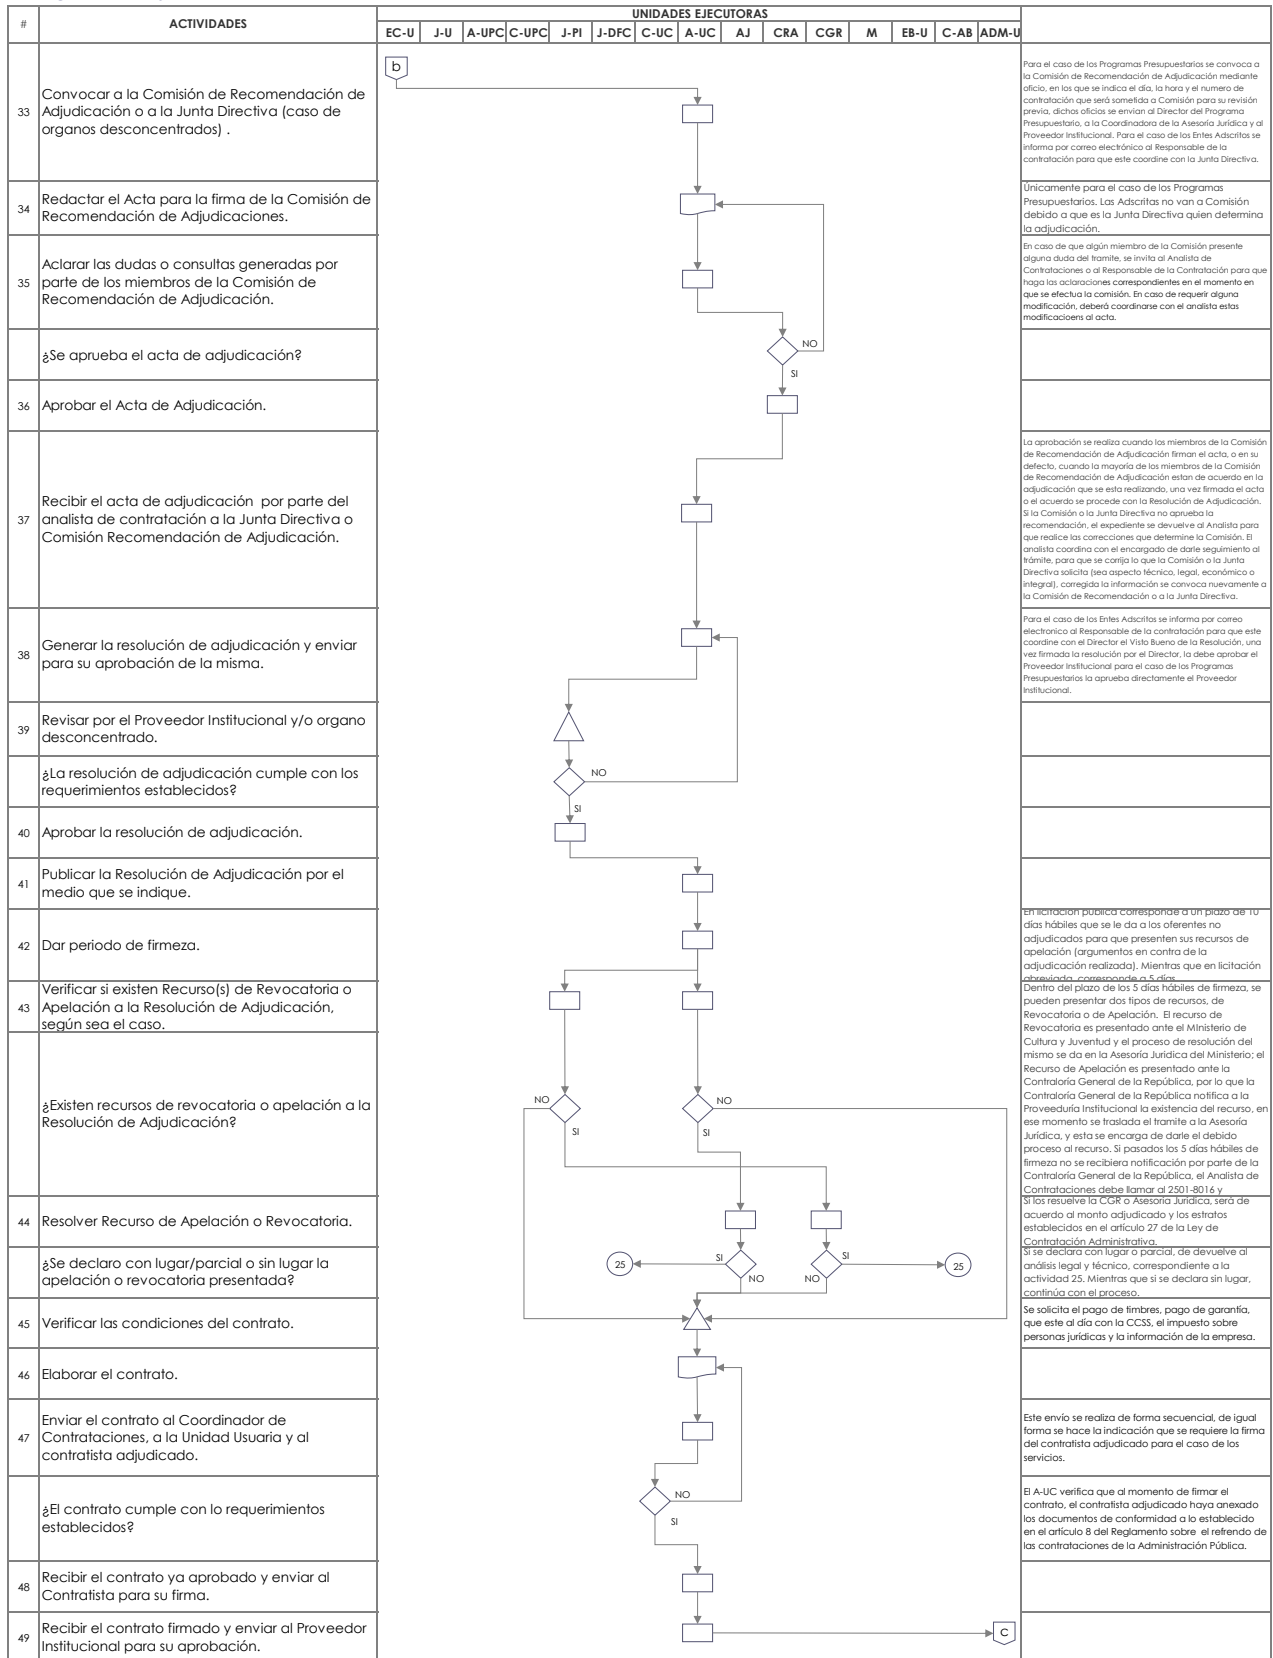 UNIDADES EJECUTORAS
# ACTIVIDADES
EC-U J-U A-UPC C-UPC J-PI J-DFC C-UC A-UC AJ CRA CGR M EB-U C-AB ADM-U
b
33
Convocar a la Comisión de Recomendación de
Adjudicación o a la Junta Directiva (caso de
organos desconcentrados) .
Para el caso de los Programas Presupuestarios se convoca a
la Comisión de Recomendación de Adjudicación mediante
oficio, en los que se indica el día, la hora y el numero de
contratación que será sometida a Comisión para su revisión
previa, dichos oficios se envian al Director del Programa
Presupuestario, a la Coordinadora de la Asesoría Jurídica y al
Proveedor Institucional. Para el caso de los Entes Adscritos se
informa por correo electrónico al Responsable de la
contratación para que este coordine con la Junta Directiva.
34
Redactar el Acta para la firma de la Comisión de
Recomendación de Adjudicaciones.
Únicamente para el caso de los Programas
Presupuestarios. Las Adscritas no van a Comisión
debido a que es la Junta Directiva quien determina
la adjudicación.
35
Aclarar las dudas o consultas generadas por
parte de los miembros de la Comisión de
Recomendación de Adjudicación.
En caso de que algún miembro de la Comisión presente
alguna duda del tramite, se invita al Analista de
Contrataciones o al Responsable de la Contratación para que
haga las aclaraciones correspondientes en el momento en
que se efectua la comisión. En caso de requerir alguna
modificación, deberá coordinarse con el analista estas
modificacioens al acta.
¿Se aprueba el acta de adjudicación?
NO
SI
36
Aprobar el Acta de Adjudicación.
37
Recibir el acta de adjudicación por parte del
analista de contratación a la Junta Directiva o
Comisión Recomendación de Adjudicación.
La aprobación se realiza cuando los miembros de la Comisión
de Recomendación de Adjudicación firman el acta, o en su
defecto, cuando la mayoría de los miembros de la Comisión
de Recomendación de Adjudicación estan de acuerdo en la
adjudicación que se esta realizando, una vez firmada el acta
o el acuerdo se procede con la Resolución de Adjudicación.
Si la Comisión o la Junta Directiva no aprueba la
recomendación, el expediente se devuelve al Analista para
que realice las correcciones que determine la Comisión. El
analista coordina con el encargado de darle seguimiento al
trámite, para que se corrija lo que la Comisión o la Junta
Directiva solicita (sea aspecto técnico, legal, económico o
integral), corregida la información se convoca nuevamente a
la Comisión de Recomendación o a la Junta Directiva.
38
Generar la resolución de adjudicación y enviar
para su aprobación de la misma.
Para el caso de los Entes Adscritos se informa por correo
electronico al Responsable de la contratación para que este
coordine con el Director el Visto Bueno de la Resolución, una
vez firmada la resolución por el Director, la debe aprobar el
Proveedor Institucional para el caso de los Programas
Presupuestarios la aprueba directamente el Proveedor
Institucional.
39
Revisar por el Proveedor Institucional y/o organo
desconcentrado.
¿La resolución de adjudicación cumple con los
requerimientos establecidos?
NO
SI
40
Aprobar la resolución de adjudicación.
41
Publicar la Resolución de Adjudicación por el
medio que se indique.
42
Dar periodo de firmeza.
En licitación publica corresponde a un plazo de 10
días hábiles que se le da a los oferentes no
adjudicados para que presenten sus recursos de
apelación (argumentos en contra de la
adjudicación realizada). Mientras que en licitación
abreviada, corresponde a 5 días.
43
Verificar si existen Recurso(s) de Revocatoria o
Apelación a la Resolución de Adjudicación,
según sea el caso.
Dentro del plazo de los 5 días hábiles de firmeza, se
pueden presentar dos tipos de recursos, de
Revocatoria o de Apelación. El recurso de
Revocatoria es presentado ante el MInisterio de
Cultura y Juventud y el proceso de resolución del
mismo se da en la Asesoría Juridica del Ministerio; el
Recurso de Apelación es presentado ante la
Contraloría General de la República, por lo que la
Contraloría General de la República notifica a la
Proveeduría Institucional la existencia del recurso, en
ese momento se traslada el tramite a la Asesoría
Jurídica, y esta se encarga de darle el debido
proceso al recurso. Si pasados los 5 días hábiles de
firmeza no se recibiera notificación por parte de la
Contraloría General de la República, el Analista de
Contrataciones debe llamar al 2501-8016 y
¿Existen recursos de revocatoria o apelación a la
Resolución de Adjudicación?
NO NO
SI SI
44
Resolver Recurso de Apelación o Revocatoria.
Si los resuelve la CGR o Asesoria Juridica, será de
acuerdo al monto adjudicado y los estratos
establecidos en el artículo 27 de la Ley de
Contratación Administrativa.
¿Se declaro con lugar/parcial o sin lugar la
apelación o revocatoria presentada?
25 SI SI 25
NO NO
Si se declara con lugar o parcial, de devuelve al
análisis legal y técnico, correspondiente a la
actividad 25. Mientras que si se declara sin lugar,
continúa con el proceso.
45
Verificar las condiciones del contrato.
Se solicita el pago de timbres, pago de garantía,
que este al día con la CCSS, el impuesto sobre
personas jurídicas y la información de la empresa.
46
Elaborar el contrato.
47
Enviar el contrato al Coordinador de
Contrataciones, a la Unidad Usuaria y al
contratista adjudicado.
Este envío se realiza de forma secuencial, de igual
forma se hace la indicación que se requiere la firma
del contratista adjudicado para el caso de los
servicios.
¿El contrato cumple con lo requerimientos
establecidos?
NO
SI
El A-UC verifica que al momento de firmar el
contrato, el contratista adjudicado haya anexado
los documentos de conformidad a lo establecido
en el artículo 8 del Reglamento sobre el refrendo de
las contrataciones de la Administración Pública.
48
Recibir el contrato ya aprobado y enviar al
Contratista para su firma.
49
Recibir el contrato firmado y enviar al Proveedor
Institucional para su aprobación.
C